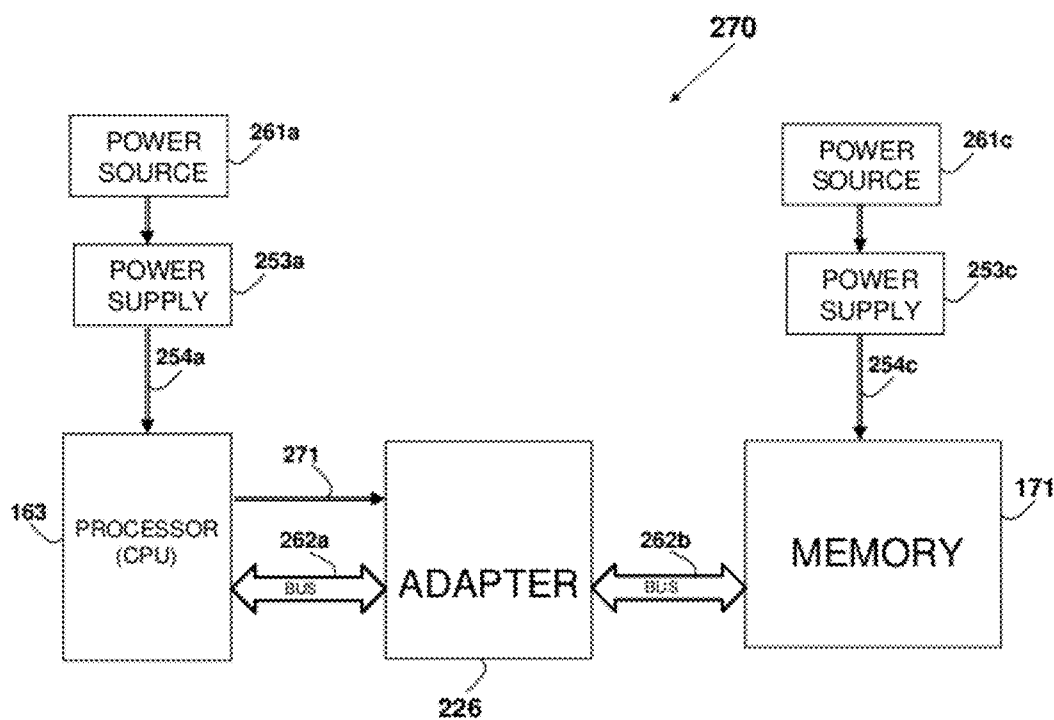 270
POWER
SOURCE
261a
POWER
SOURCE
261c
POWER
SUPPLY
253a
POWER
SUPPLY
253c
254a
254c
163
PROCESSOR
(CPU)
271
262a
BUS
ADAPTER
226
262b
BUS
MEMORY
171